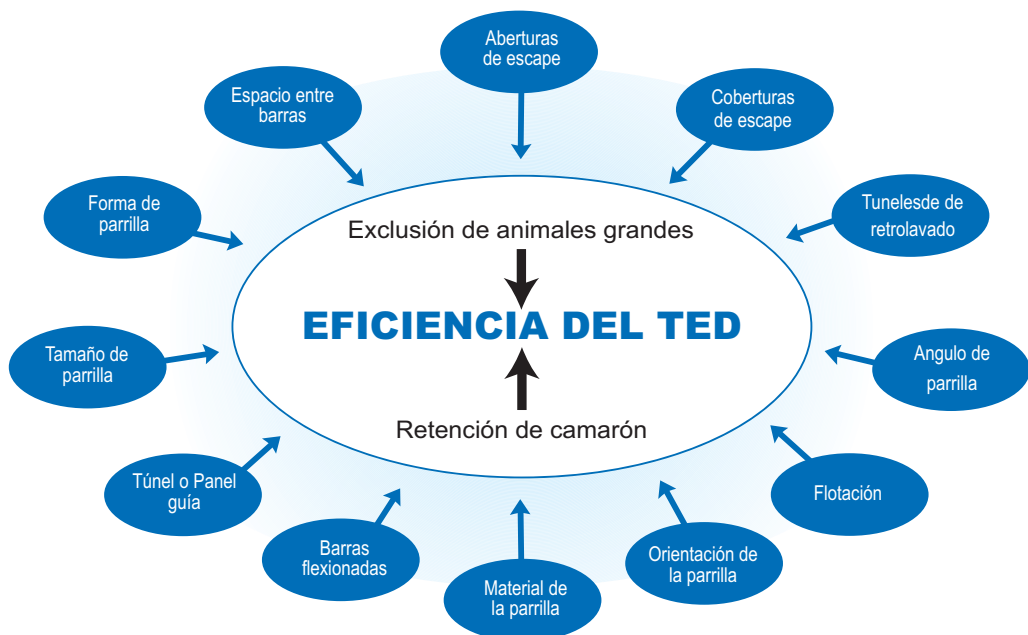 Aberturas
de escape
Espacio entre
barras
Coberturas
de escape
Forma de
parrilla
Tunelesde de
retrolavado
Exclusión de animales grandes
EFICIENCIA DEL TED
Retención de camarón
Tamaño de
parrilla
Angulo de
parrilla
Túnel o Panel
guía
Flotación
Barras
flexionadas
Material de
la parrilla
Orientación de
la parrilla